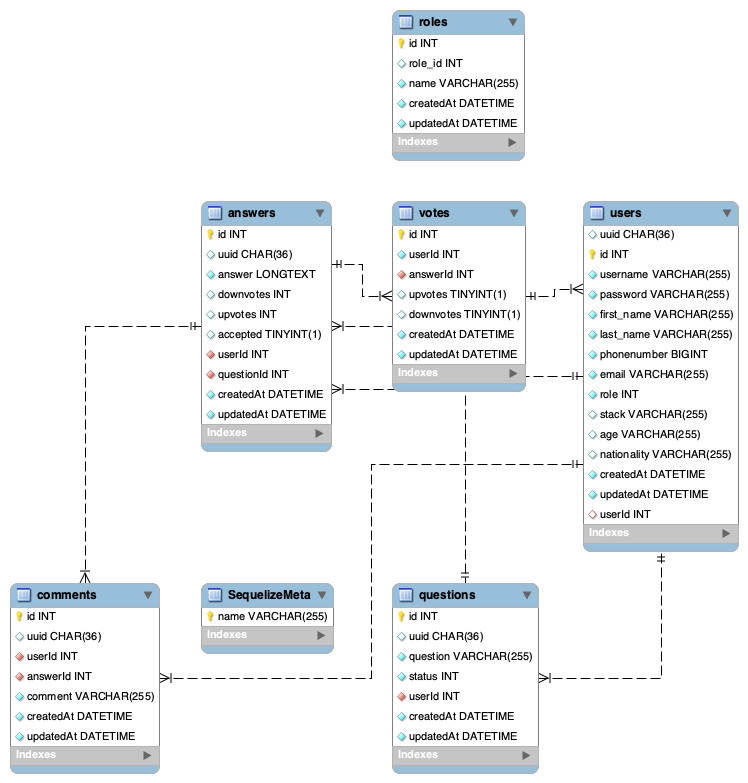 roles
id INT
role_id INT
name VARCHAR(255)
createdAt DATETIME
updatedAt DATETIME
Indexes
answers
id INT
uuid CHAR(36)
answer LONGTEXT
downvotes INT
upvotes INT
accepted TINYINT(1)
userId INT
questionId INT
createdAt DATETIME
updatedAt DATETIME
Indexes
votes
id INT
userId INT
answerId INT
upvotes TINYINT(1)
downvotes TINYINT(1)
createdAt DATETIME
updatedAt DATETIME
Indexes
users
uuid CHAR(36)
id INT
username VARCHAR(255)
password VARCHAR(255)
first_name VARCHAR(255)
last_name VARCHAR(255)
phonenumber BIGINT
email VARCHAR(255)
role INT
stack VARCHAR(255)
age VARCHAR(255)
nationality VARCHAR(255)
createdAt DATETIME
updatedAt DATETIME
userId INT
Indexes
comments
id INT
uuid CHAR(36)
userId INT
answerId INT
comment VARCHAR(255)
createdAt DATETIME
updatedAt DATETIME
Indexes
SequelizeMeta
name VARCHAR(255)
Indexes
questions
id INT
uuid CHAR(36)
question VARCHAR(255)
status INT
userId INT
createdAt DATETIME
updatedAt DATETIME
Indexes